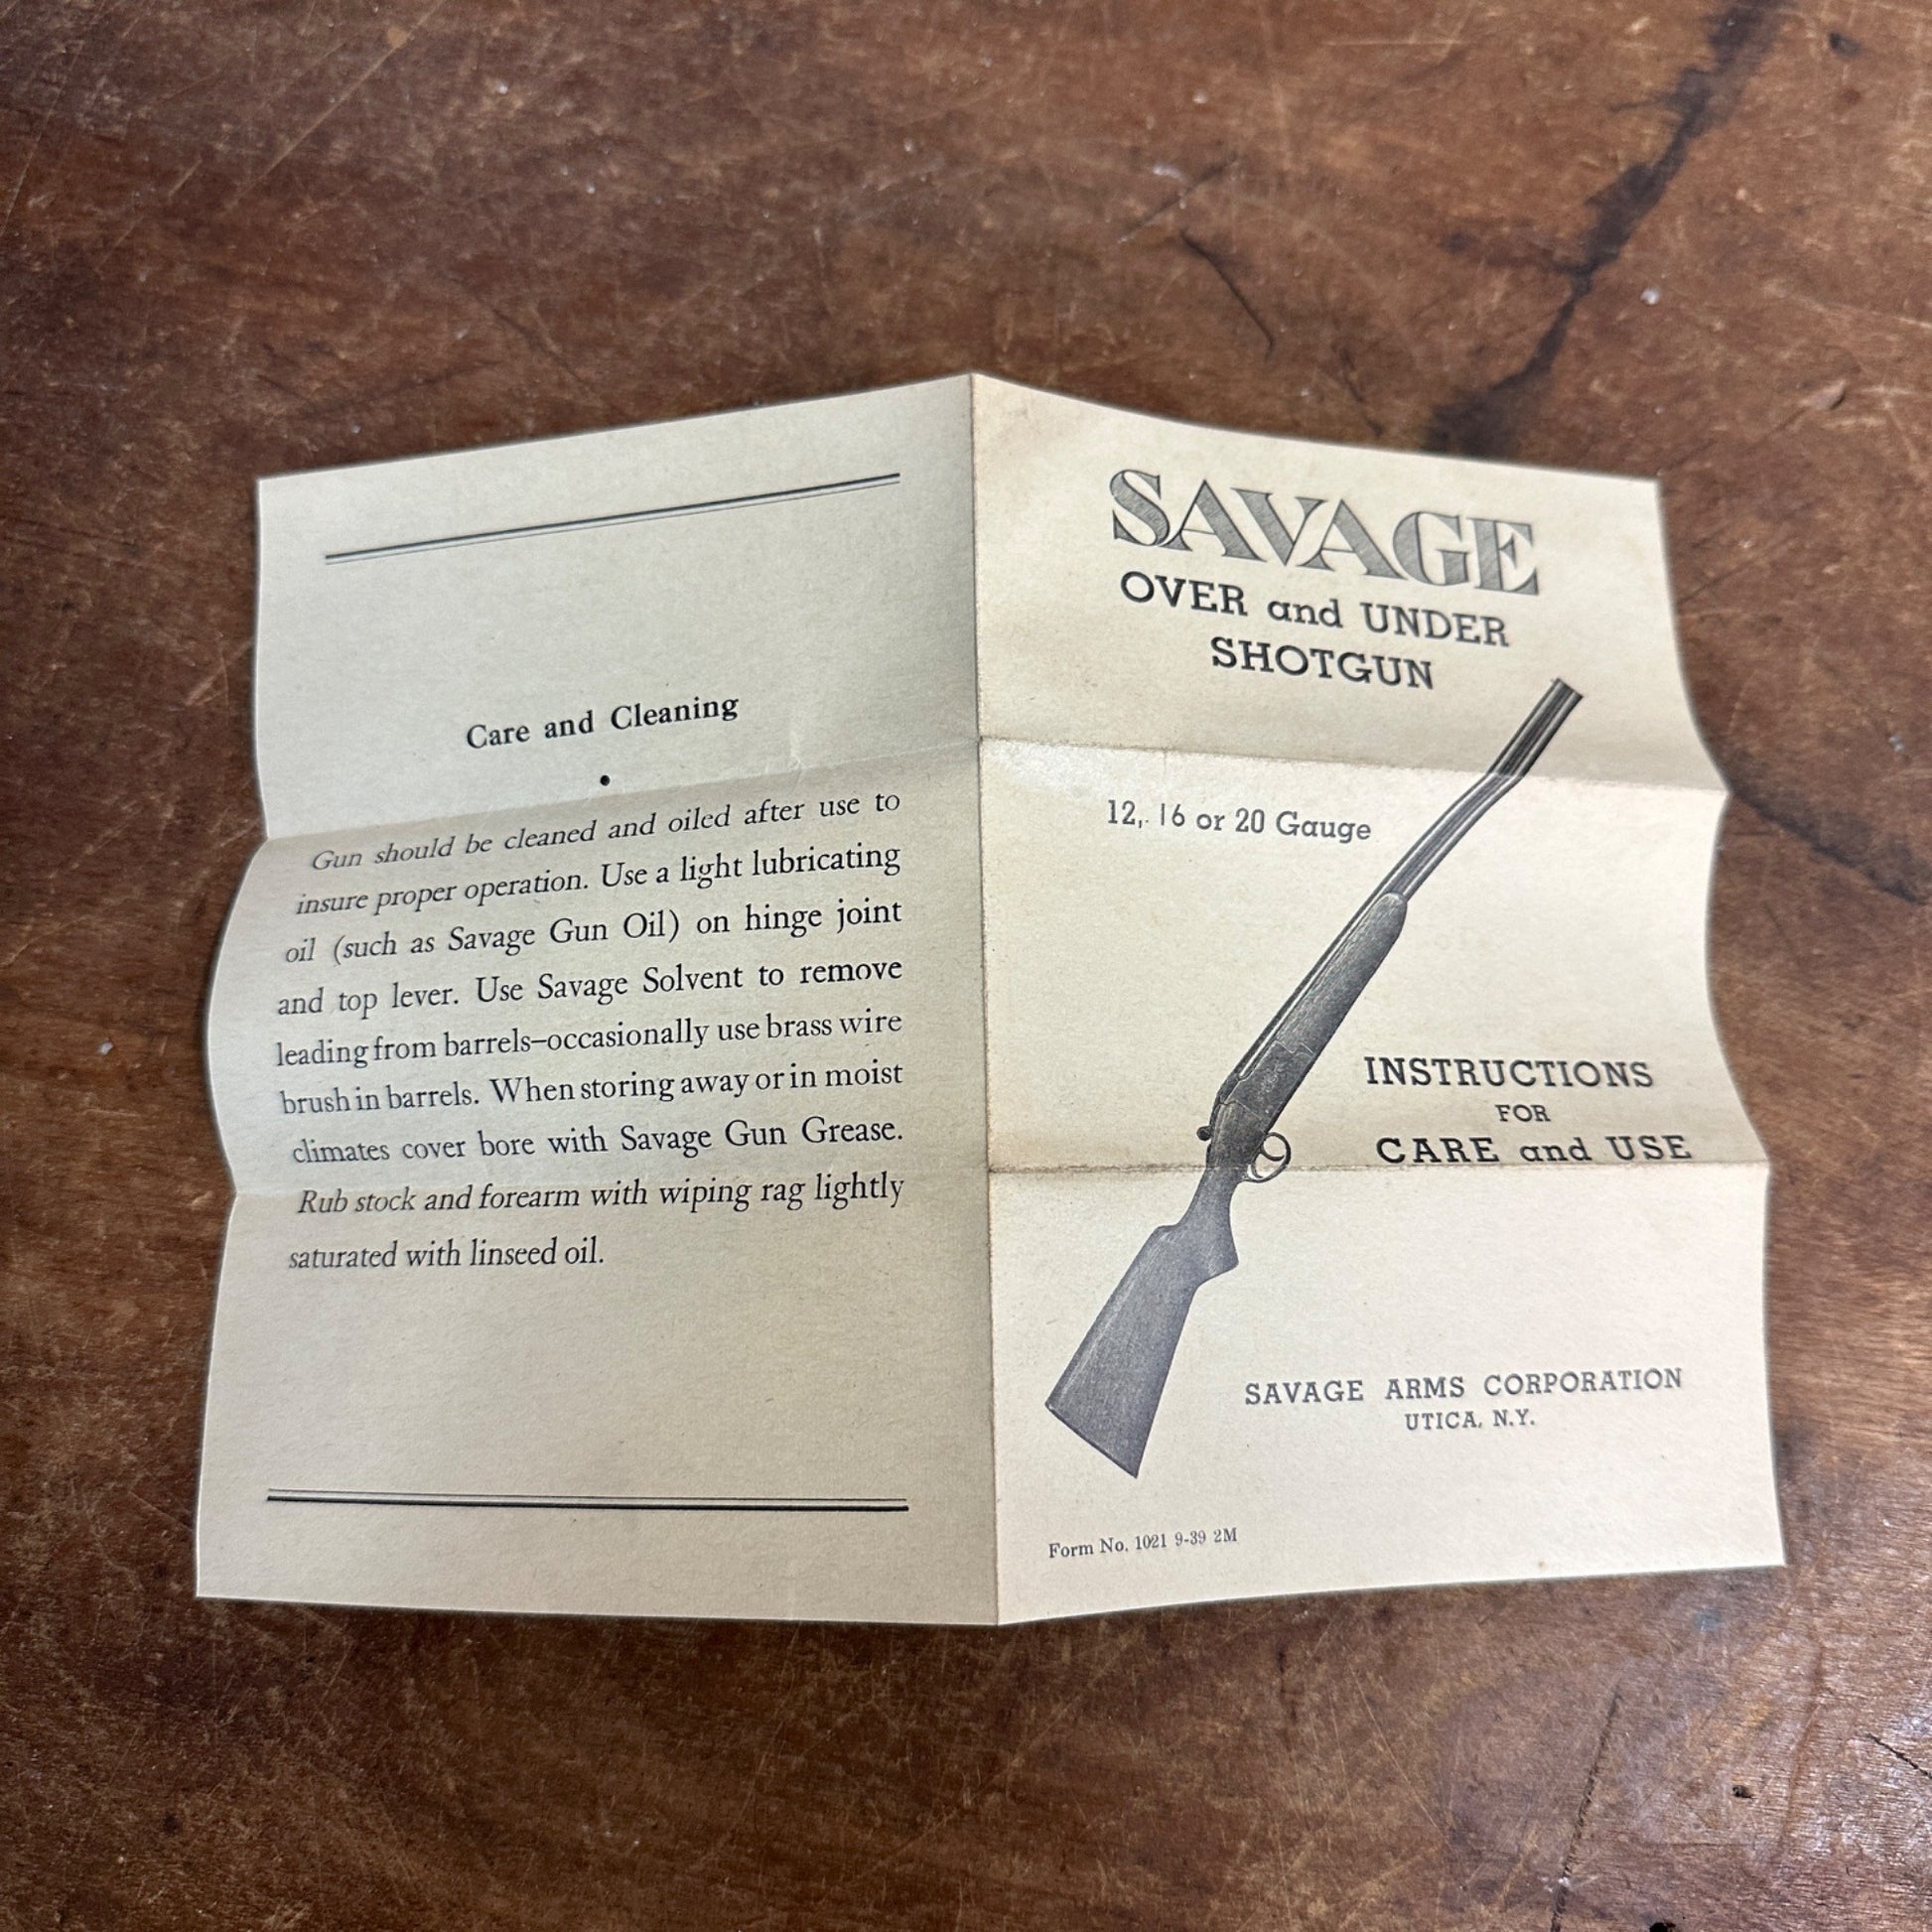 Care and Cleaning
•
Gun should be cleaned and oiled after use to
insure proper operation. Use a light lubricating
oil (such as Savage Gun Oil) on hinge joint
and top lever. Use Savage Solvent to remove
leading from barrels–occasionally use brass wire
brush in barrels. When storing away or in moist
climates cover bore with Savage Gun Grease.
Rub stock and forearm with wiping rag lightly
saturated with linseed oil.
SAVAGE
OVER and UNDER
SHOTGUN
12, 16 or 20 Gauge
INSTRUCTIONS
FOR
CARE and USE
SAVAGE ARMS CORPORATION
UTICA, N.Y.
Form No. 1021 9-39 2M